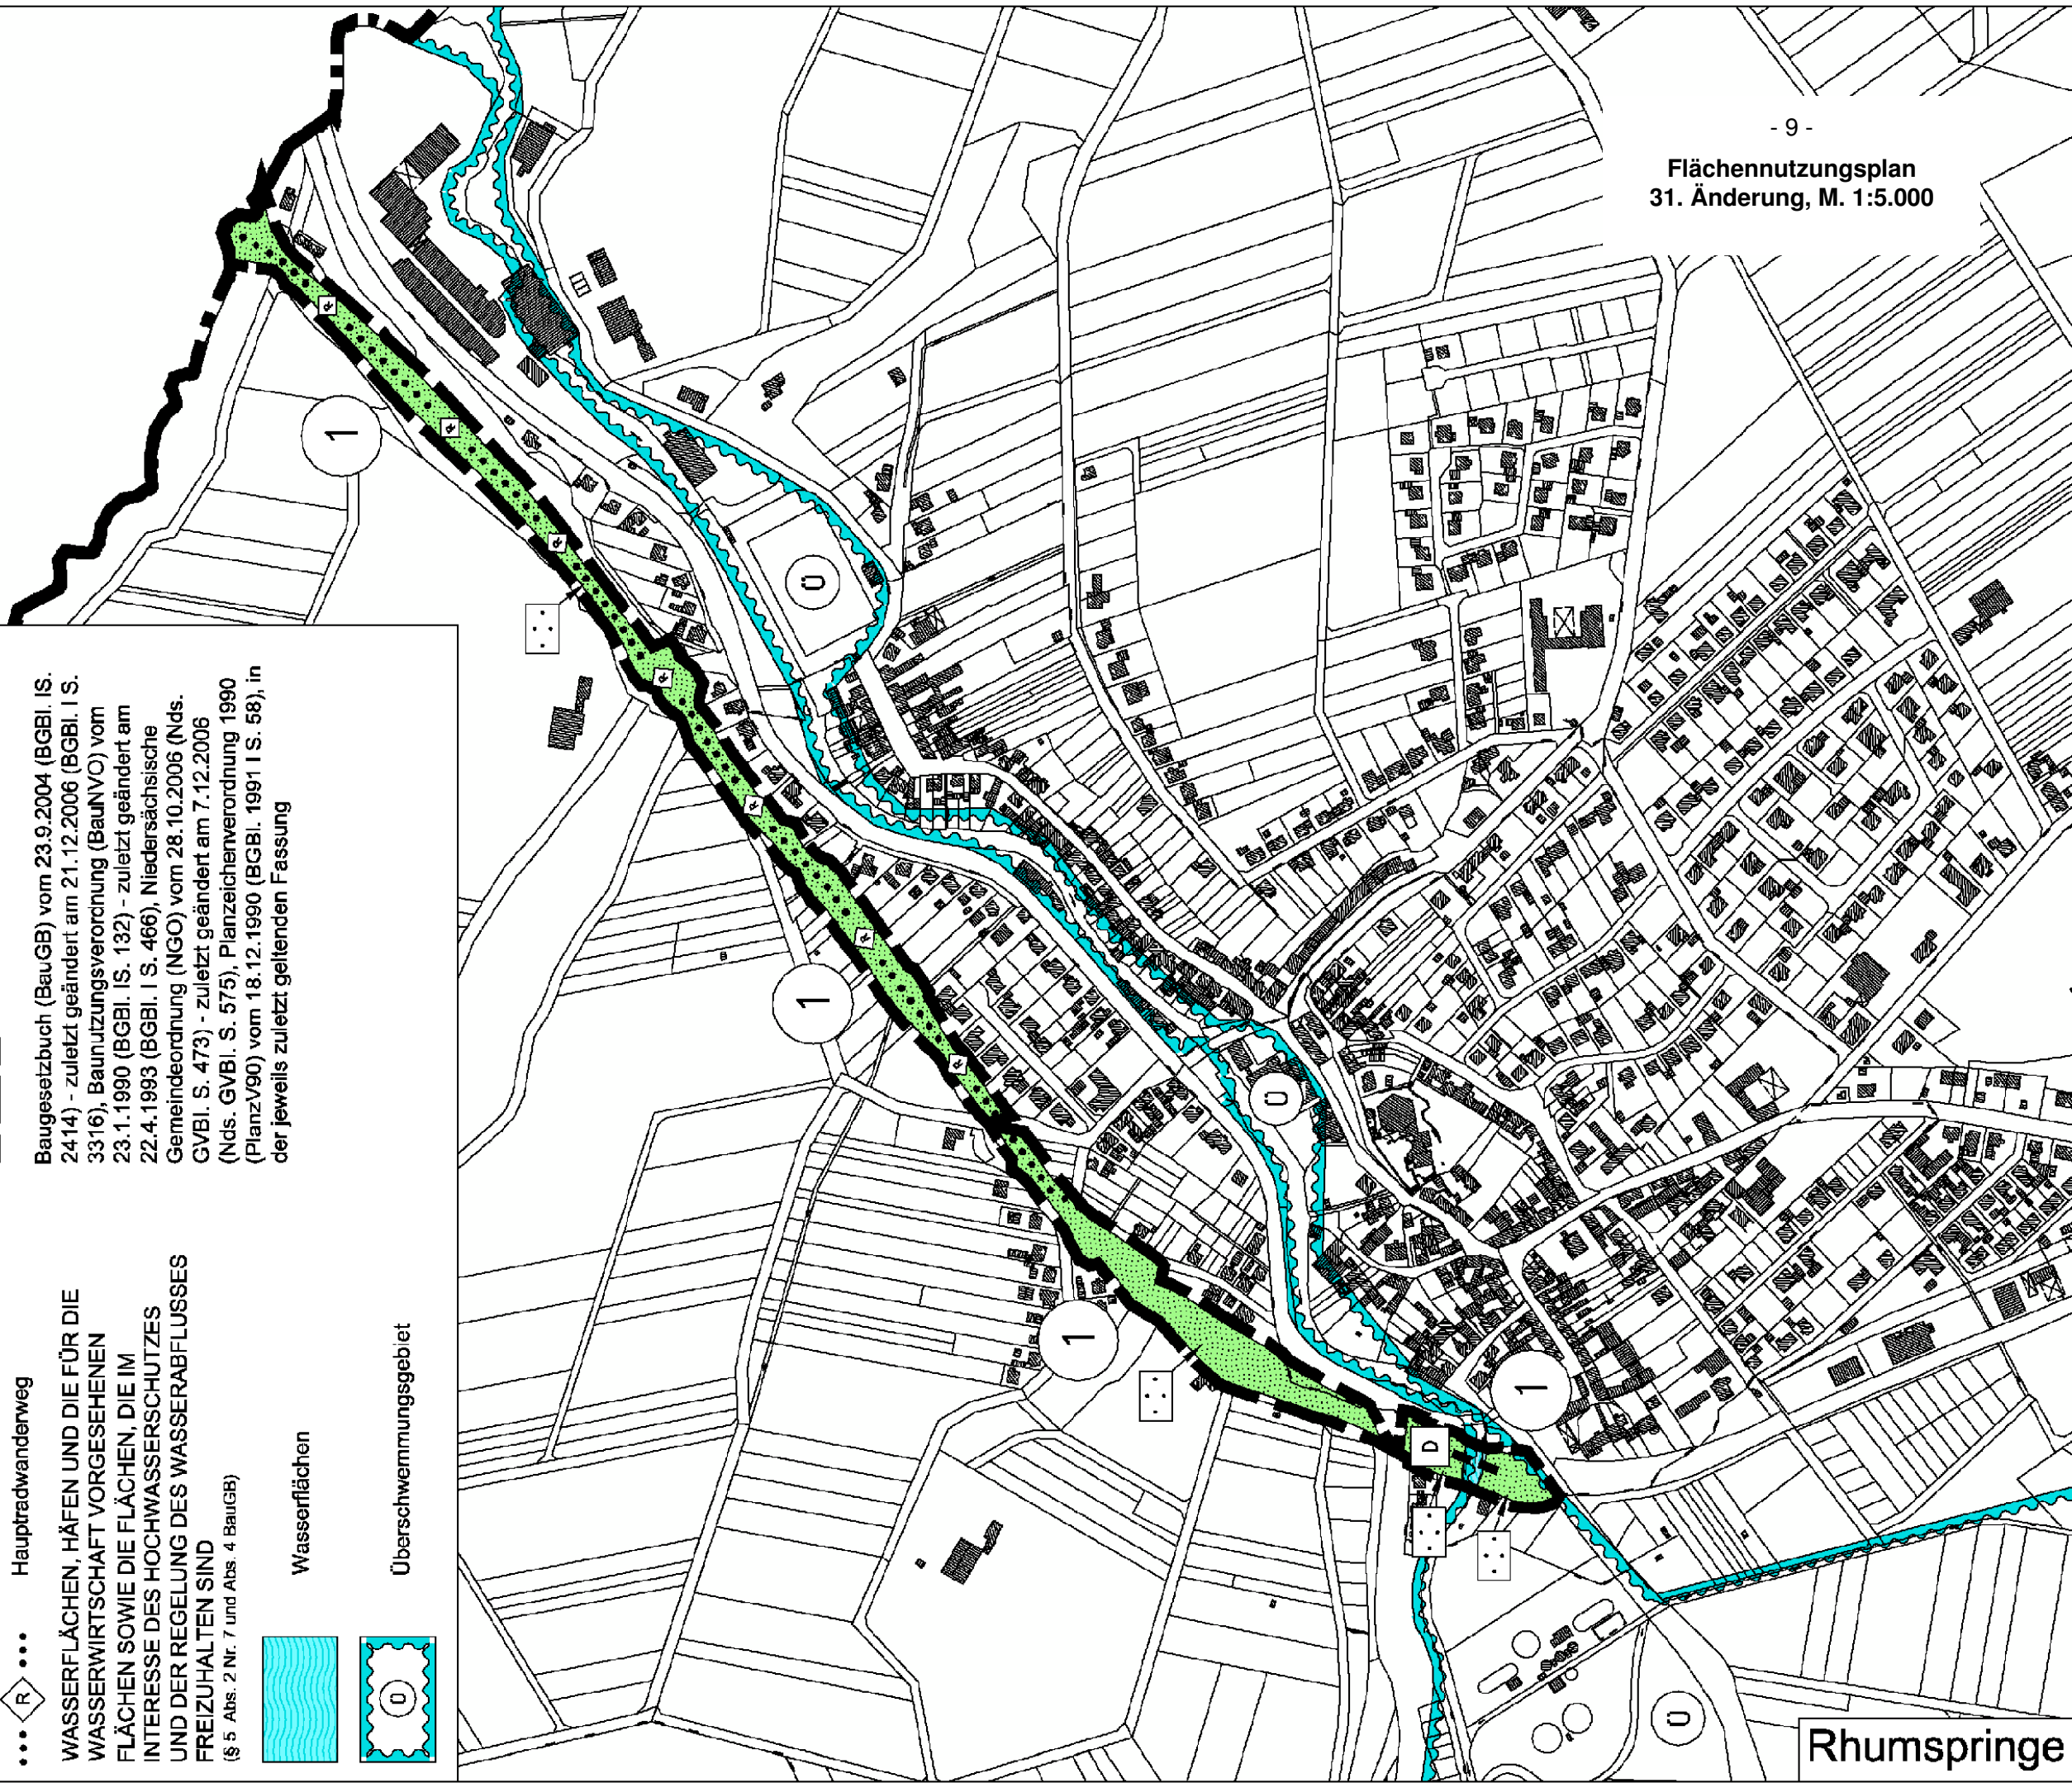 - 9 -
Flächennutzungsplan
31. Änderung, M. 1:5.000
Hauptradwanderweg
R
WASSERFLÄCHEN, HÄFEN UND DIE FÜR DIE
WASSERWIRTSCHAFT VORGESEHENEN
FLÄCHEN SOWIE DIE FLÄCHEN, DIE IM
INTERESSE DES HOCHWASSERSCHUTZES
UND DER REGELUNG DES WASSERABFLUSSES
FREIZUHALTEN SIND
(§ 5 Abs. 2 Nr. 7 und Abs. 4 BauGB)
Wasserflächen
Überschwemmungsgebiet
Ü
Baugesetzbuch (BauGB) vom 23.9.2004 (BGBl. IS.
2414) - zuletzt geändert am 21.12.2006 (BGBl. I S.
3316), Baunutzungsverordnung (BauNVO) vom
23.1.1990 (BGBl. IS. 132) - zuletzt geändert am
22.4.1993 (BGBl. I S. 466), Niedersächsische
Gemeindeordnung (NGO) vom 28.10.2006 (Nds.
GVBl. S. 473) - zuletzt geändert am 7.12.2006
(Nds. GVBl. S. 575), Planzeichenverordnung 1990
(PlanzV90) vom 18.12.1990 (BGBl. 1991 I S. 58), in
der jeweils zuletzt geltenden Fassung
R
1
R
R
Ü
R
R
R
1
R
Ü
1
1
D
Ü
Rhumspringe